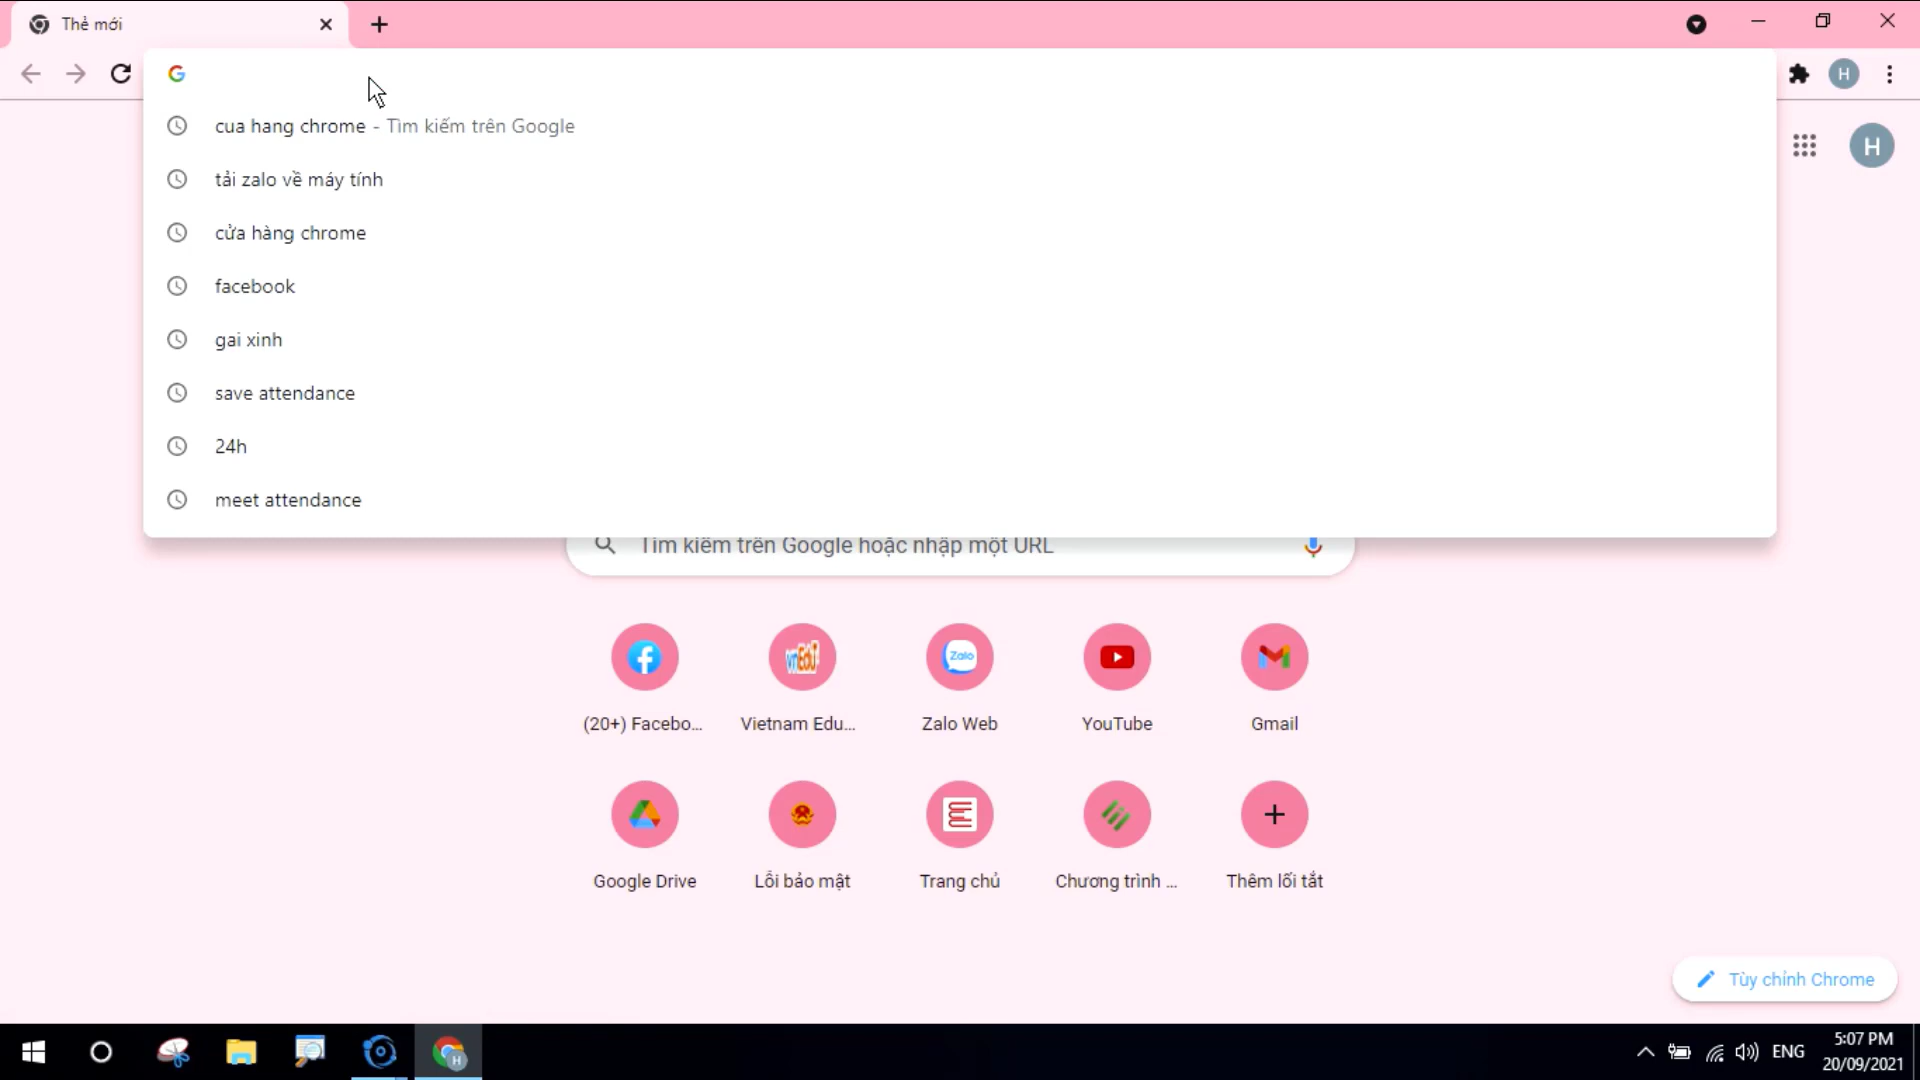 Thẻ mới
H
cua hang chrome - Tìm kiếm trên Google
tải zalo về máy tính
cửa hàng chrome
facebook
gai xinh
save attendance
24h
meet attendance
H
Tìm kiếm trên Google hoặc nhập một URL
vnEdu
Zalo
(20+) Facebo...
Vietnam Edu...
Zalo Web
YouTube
Gmail
Google Drive
Lỗi bảo mật
Trang chủ
Chương trình ...
Thêm lối tắt
Tùy chỉnh Chrome
H
ENG
5:07 PM
20/09/2021